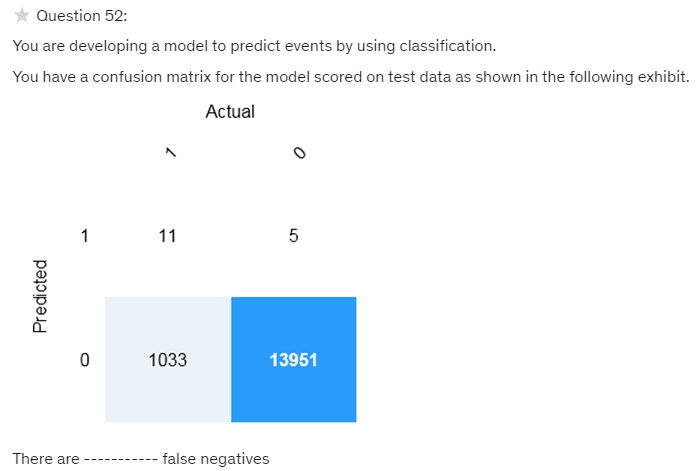 Question 52:
You are developing a model to predict events by using classification.
You have a confusion matrix for the model scored on test data as shown in the following exhibit.
Actual
1 0
Predicted
1 11 5
0 1033 13951
There are ----------- false negatives